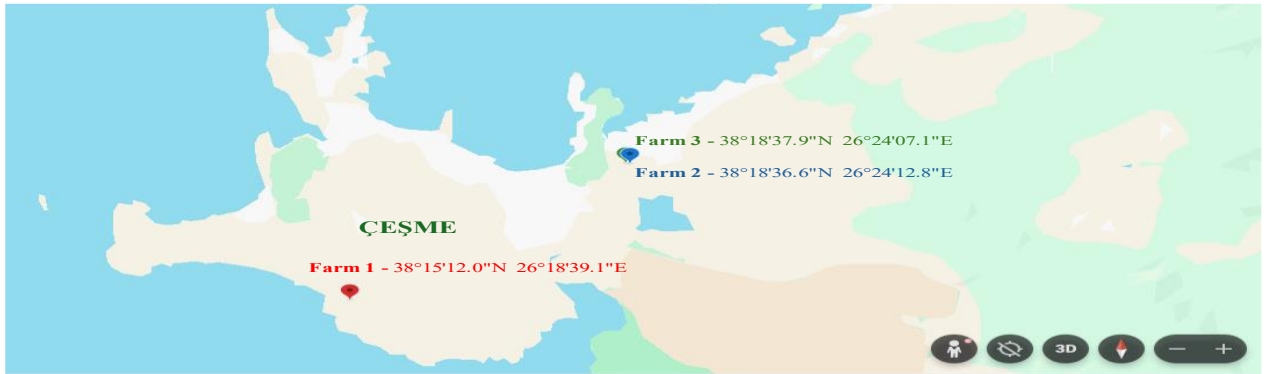 Farm 3 - 38°18'37.9"N 26°24'07.1"E
Farm 2 - 38°18'36.6"N 26°24'12.8"E
ÇEŞME
Farm 1 - 38°15'12.0"N 26°18'39.1"E
3D